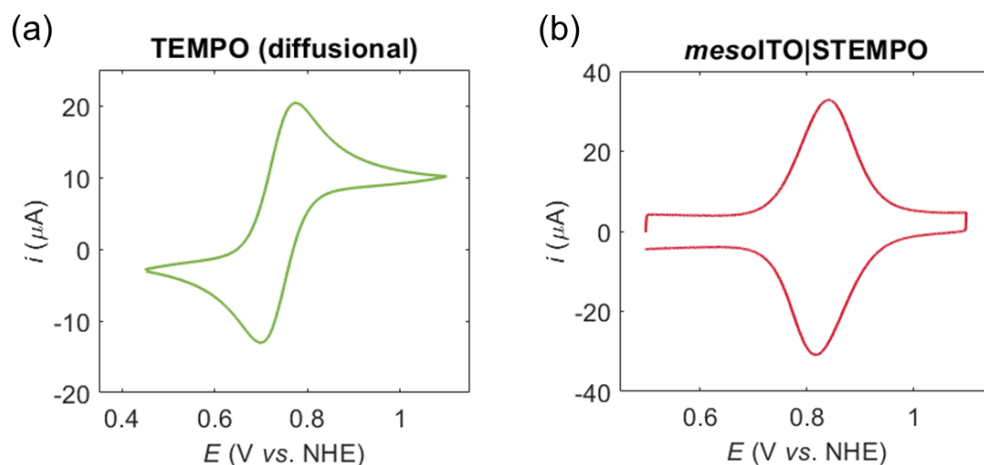 (a)
TEMPO (diffusional)
20
10
0
-10
-20
i (μA)
0.4
0.6
0.8
1
E (V vs. NHE)
(b)
mesoITO|STEMPO
40
20
0
-20
-40
i (μA)
0.6
0.8
1
E (V vs. NHE)